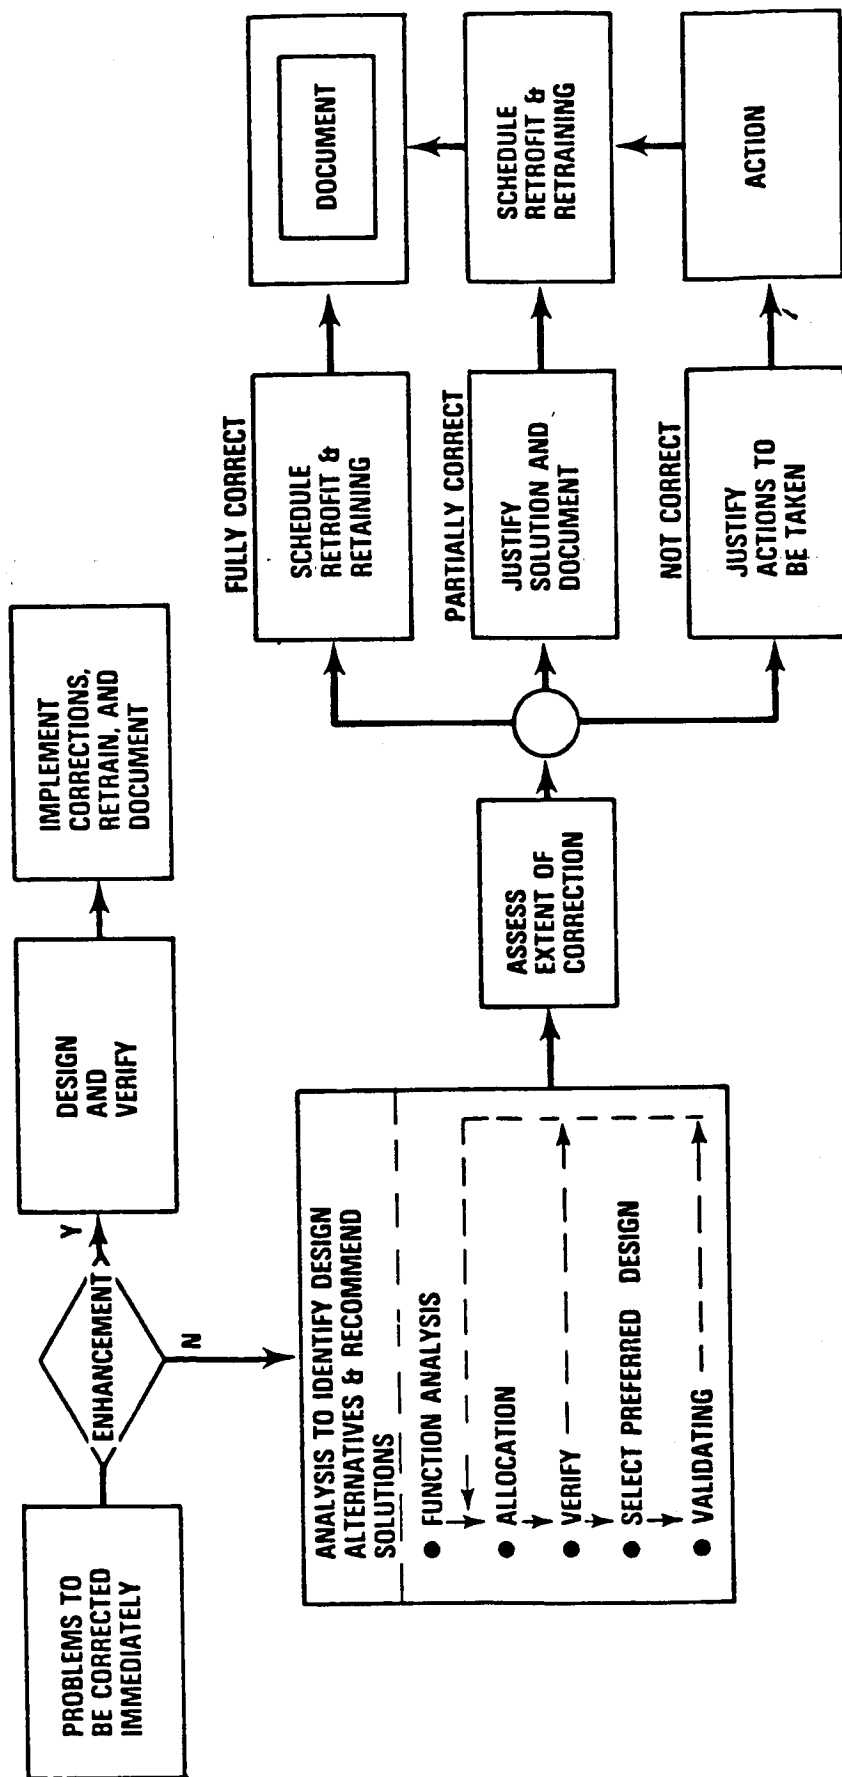 PROBLEMS TO
BE CORRECTED
IMMEDIATELY
ENHANCEMENT
Y
N
DESIGN
AND
VERIFY
IMPLEMENT
CORRECTIONS,
RETRAIN, AND
DOCUMENT
ANALYSIS TO IDENTIFY DESIGN
ALTERNATIVES & RECOMMEND
SOLUTIONS
● FUNCTION ANALYSIS
● ALLOCATION
● VERIFY
● SELECT PREFERRED DESIGN
● VALIDATING
ASSESS
EXTENT OF
CORRECTION
FULLY CORRECT
SCHEDULE
RETROFIT &
RETAINING
DOCUMENT
PARTIALLY CORRECT
JUSTIFY
SOLUTION AND
DOCUMENT
SCHEDULE
RETROFIT &
RETRAINING
NOT CORRECT
JUSTIFY
ACTIONS TO
BE TAKEN
ACTION